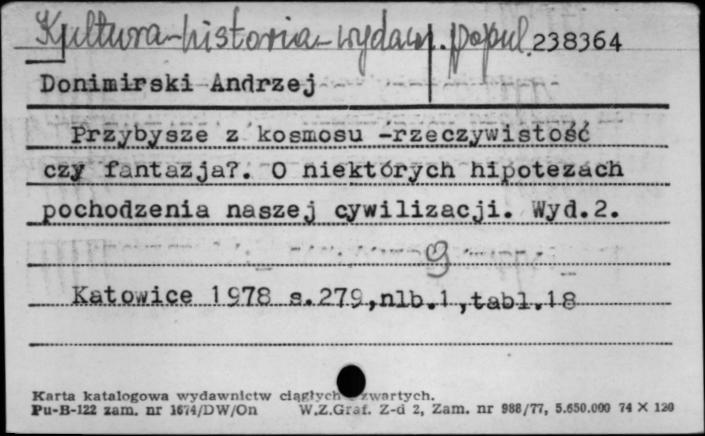 Kultura-historia-wydaw. popul. 238364
Donimirski Andrzej
Przybysze z kosmosu -rzeczywistość
czy fantazja?. O niektórych hipotezach
pochodzenia naszej cywilizacji. Wyd.2.
Katowice 1978 s.279,nlb.1,tabl.18
Karta katalogowa wydawnictw ciągłych zwartych.
Pu-B-122 zam. nr 1674/DW/On W.Z.Graf. Z-d 2, Zam. nr 988/77, 5.650.000 74 X 120